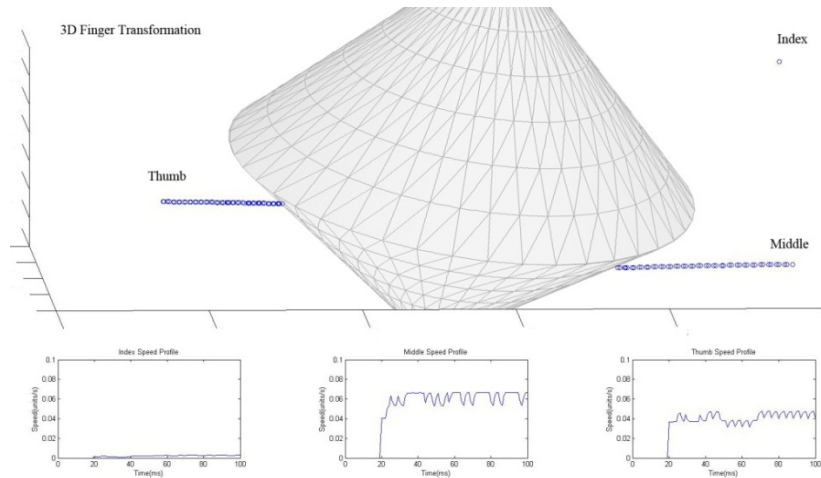 3D Finger Transformation
Index
Thumb
Middle
Index Speed Profile
0.1
0.08
0.06
0.04
0.02
0
Speed(units/s)
0 20 40 60 80 100
Time(ms)
Middle Speed Profile
0.1
0.08
0.06
0.04
0.02
0
Speed(units/s)
0 20 40 60 80 100
Time(ms)
Thumb Speed Profile
0.1
0.08
0.06
0.04
0.02
0
Speed(units/s)
0 20 40 60 80 100
Time(ms)